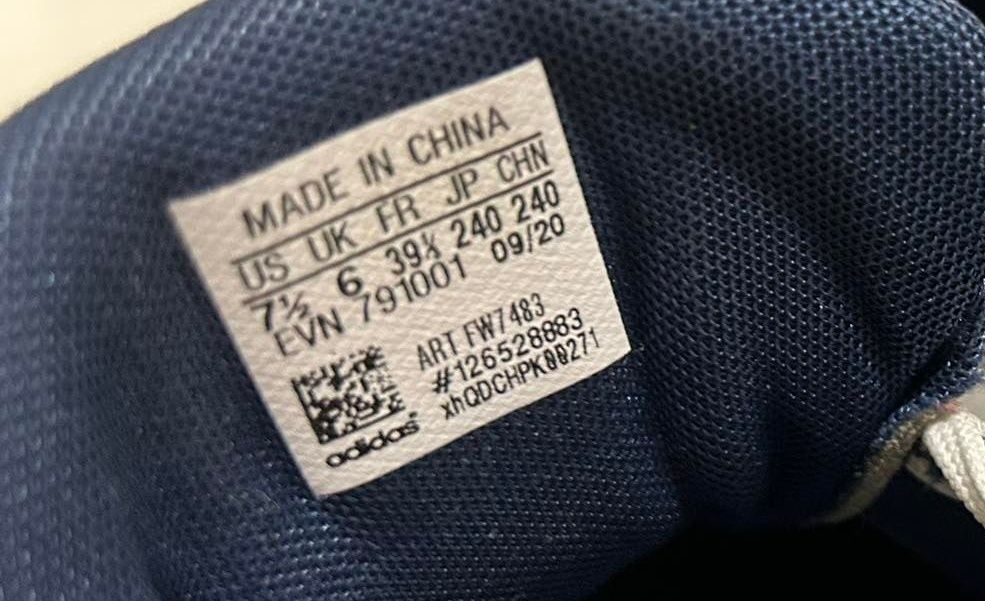 MADE IN CHINA
US UK FR JP CHN
7½ 6 39⅓ 240 240
EVN 791001 09/20
ART FW7483
#126528883
xhQDCHPK00271
adidas